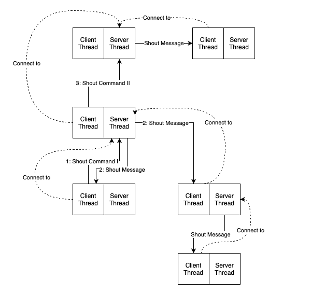 Connect to
Client
Thread
Server
Thread
Shout Message
Client
Thread
Server
Thread
Connect to
3: Shout Command II
Client
Thread
Server
Thread
2: Shout Message
Connect to
1: Shout Command I
2: Shout Message
Connect to
Client
Thread
Server
Thread
Client
Thread
Server
Thread
Shout Message
Connect to
Client
Thread
Server
Thread